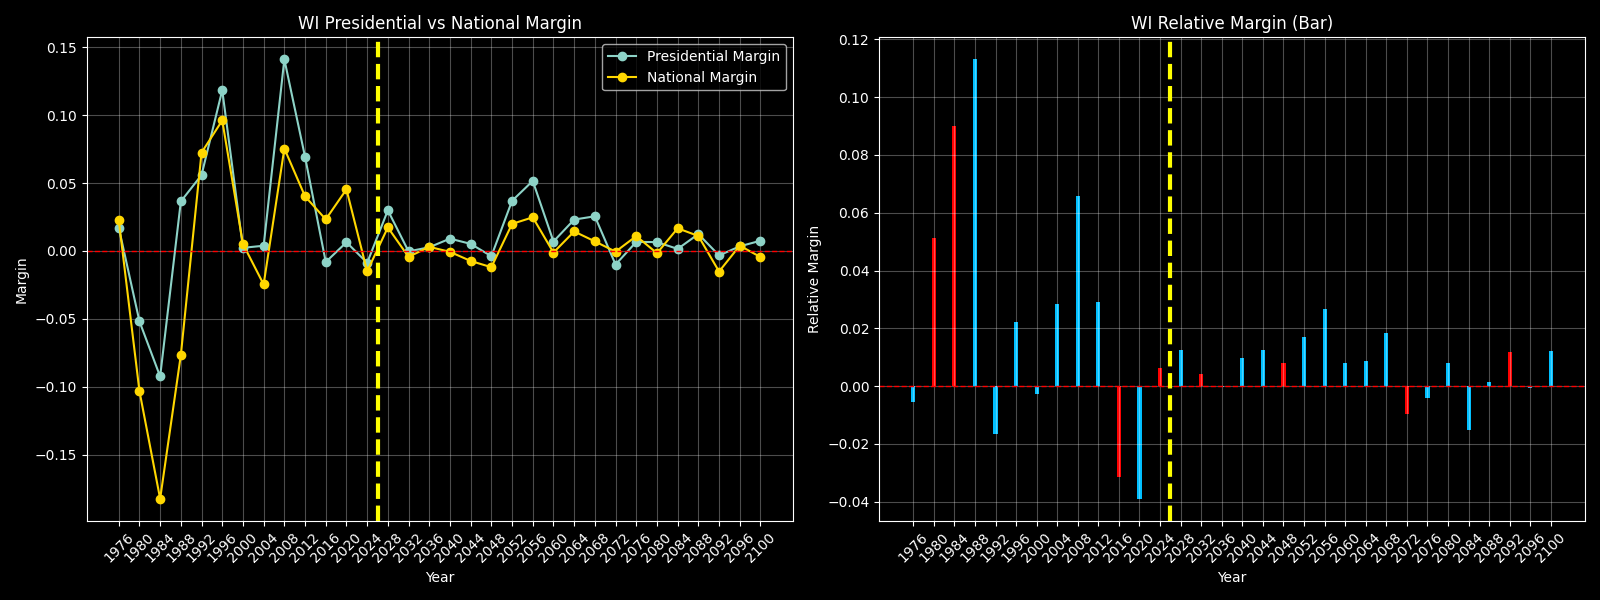 WI Presidential vs National Margin
Presidential Margin
National Margin
0.15
0.10
0.05
0.00
−0.05
−0.10
−0.15
Margin
1976 1980 1984 1988 1992 1996 2000 2004 2008 2012 2016 2020 2024 2028 2032 2036 2040 2044 2048 2052 2056 2060 2064 2068 2072 2076 2080 2084 2088 2092 2096 2100
Year
WI Relative Margin (Bar)
0.12
0.10
0.08
0.06
0.04
0.02
0.00
−0.02
−0.04
Relative Margin
1976 1980 1984 1988 1992 1996 2000 2004 2008 2012 2016 2020 2024 2028 2032 2036 2040 2044 2048 2052 2056 2060 2064 2068 2072 2076 2080 2084 2088 2092 2096 2100
Year